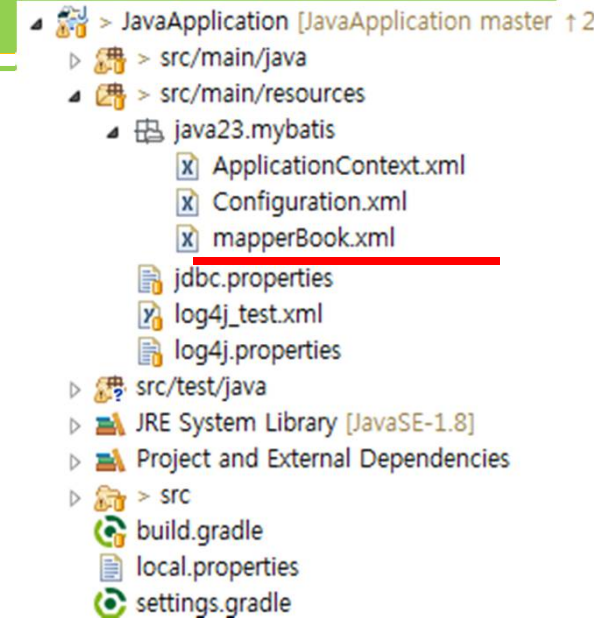 > JavaApplication [JavaApplication master ↑2
> src/main/java
> src/main/resources
java23.mybatis
ApplicationContext.xml
Configuration.xml
mapperBook.xml
jdbc.properties
log4j_test.xml
log4j.properties
src/test/java
JRE System Library [JavaSE-1.8]
Project and External Dependencies
> src
build.gradle
local.properties
settings.gradle